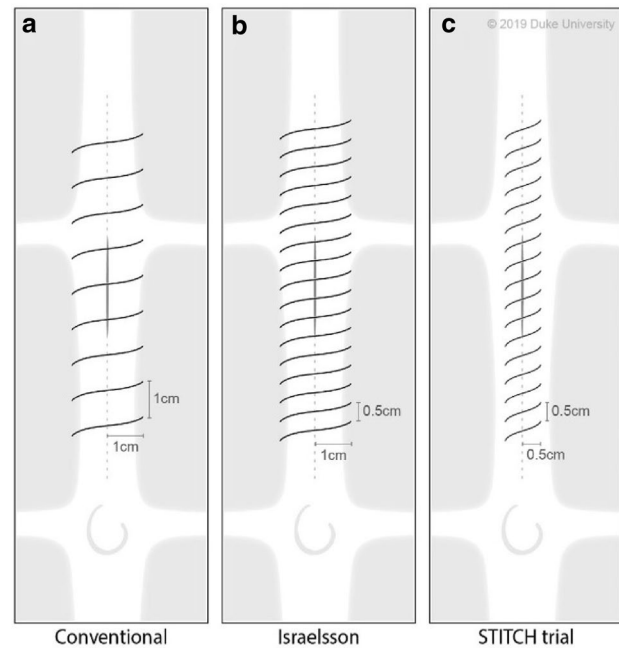 a
b
c
© 2019 Duke University
1cm
1cm
0.5cm
1cm
0.5cm
0.5cm
Conventional
Israelsson
STITCH trial